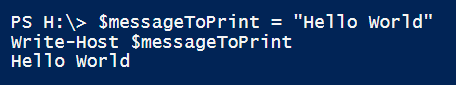 PS H:\> $messageToPrint = "Hello World"
Write-Host $messageToPrint
Hello World